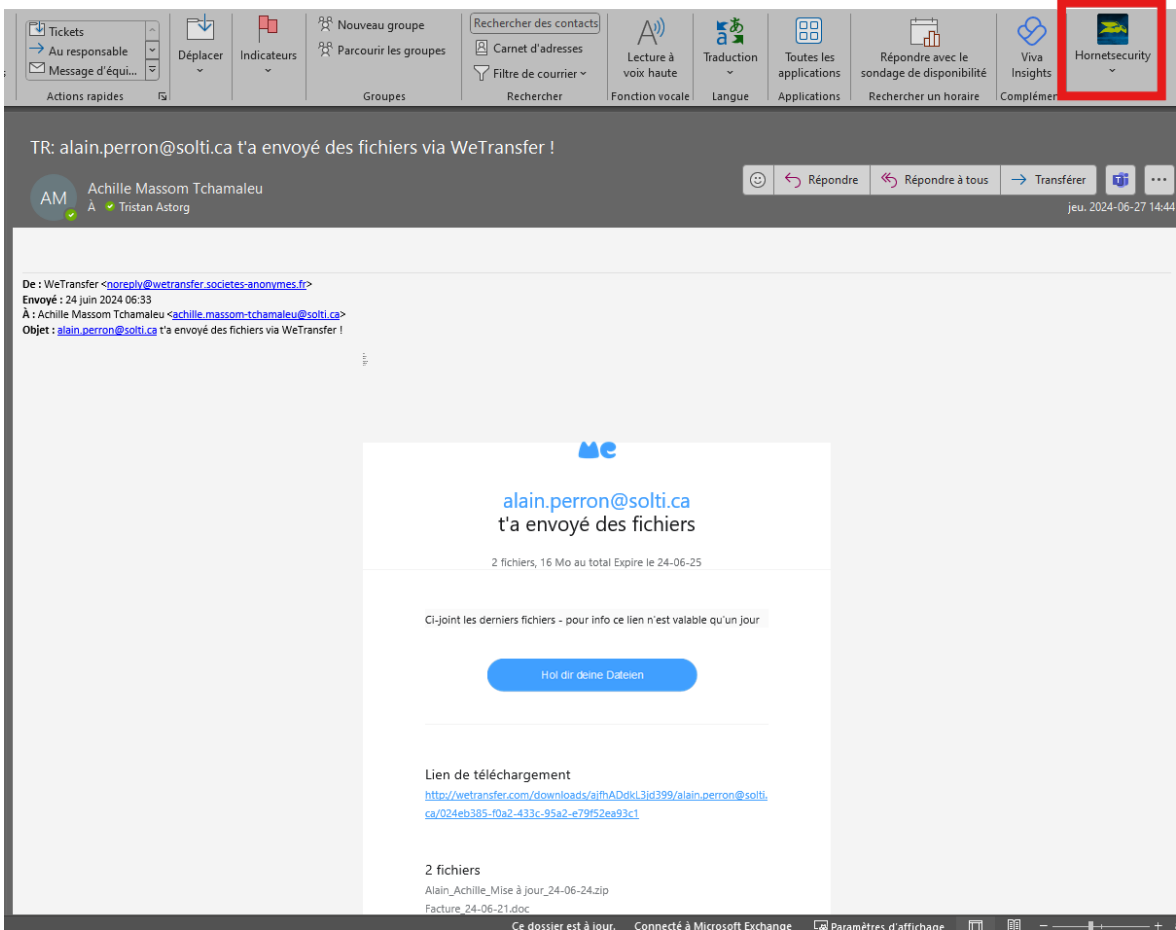 Tickets
Au responsable
Message d'équi...
Actions rapides
Déplacer
Indicateurs
Nouveau groupe
Parcourir les groupes
Groupes
Rechercher des contacts
Carnet d'adresses
Filtre de courrier
Rechercher
Lecture à
voix haute
Fonction vocale
Traduction
Langue
Toutes les
applications
Applications
Répondre avec le
sondage de disponibilité
Rechercher un horaire
Viva
Insights
Complémen
Hornetsecurity
TR: alain.perron@solti.ca t'a envoyé des fichiers via WeTransfer !
AM
Achille Massom Tchamaleu
À Tristan Astorg
Répondre
Répondre à tous
Transférer
...
jeu. 2024-06-27 14:44
De : WeTransfer <noreply@wetransfer.societes-anonymes.fr>
Envoyé : 24 juin 2024 06:33
À : Achille Massom Tchamaleu <achille.massom-tchamaleu@solti.ca>
Objet : alain.perron@solti.ca t'a envoyé des fichiers via WeTransfer !
alain.perron@solti.ca
t'a envoyé des fichiers
2 fichiers, 16 Mo au total Expire le 24-06-25
Ci-joint les derniers fichiers - pour info ce lien n'est valable qu'un jour
Hol dir deine Dateien
Lien de téléchargement
http://wetransfer.com/downloads/ajfhADdkL3jd399/alain.perron@solti.
ca/024eb385-f0a2-433c-95a2-e79f52ea93c1
2 fichiers
Alain_Achille_Mise à jour_24-06-24.zip
Facture_24-06-21.doc
Ce dossier est à jour. Connecté à Microsoft Exchange Paramètres d'affichage